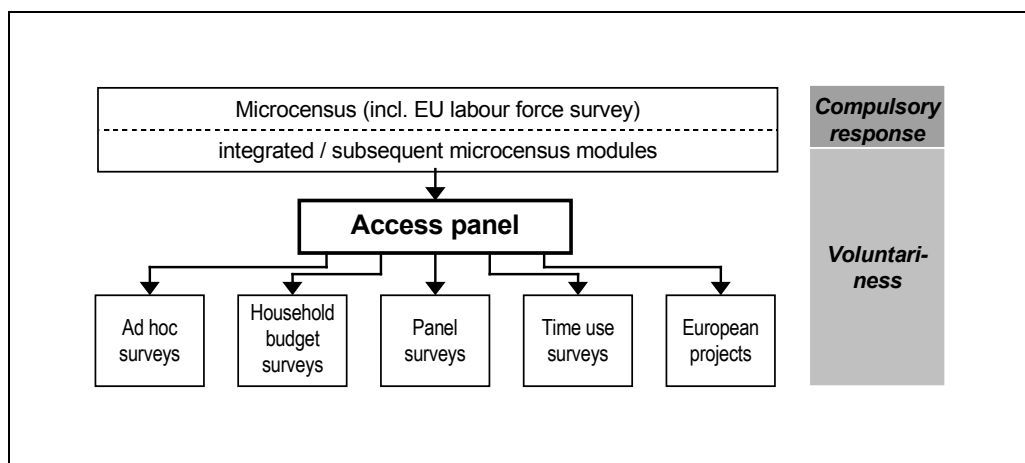 Microcensus (incl. EU labour force survey)
integrated / subsequent microcensus modules
Compulsory
response
Access panel
Voluntari-
ness
Ad hoc
surveys
Household
budget
surveys
Panel
surveys
Time use
surveys
European
projects